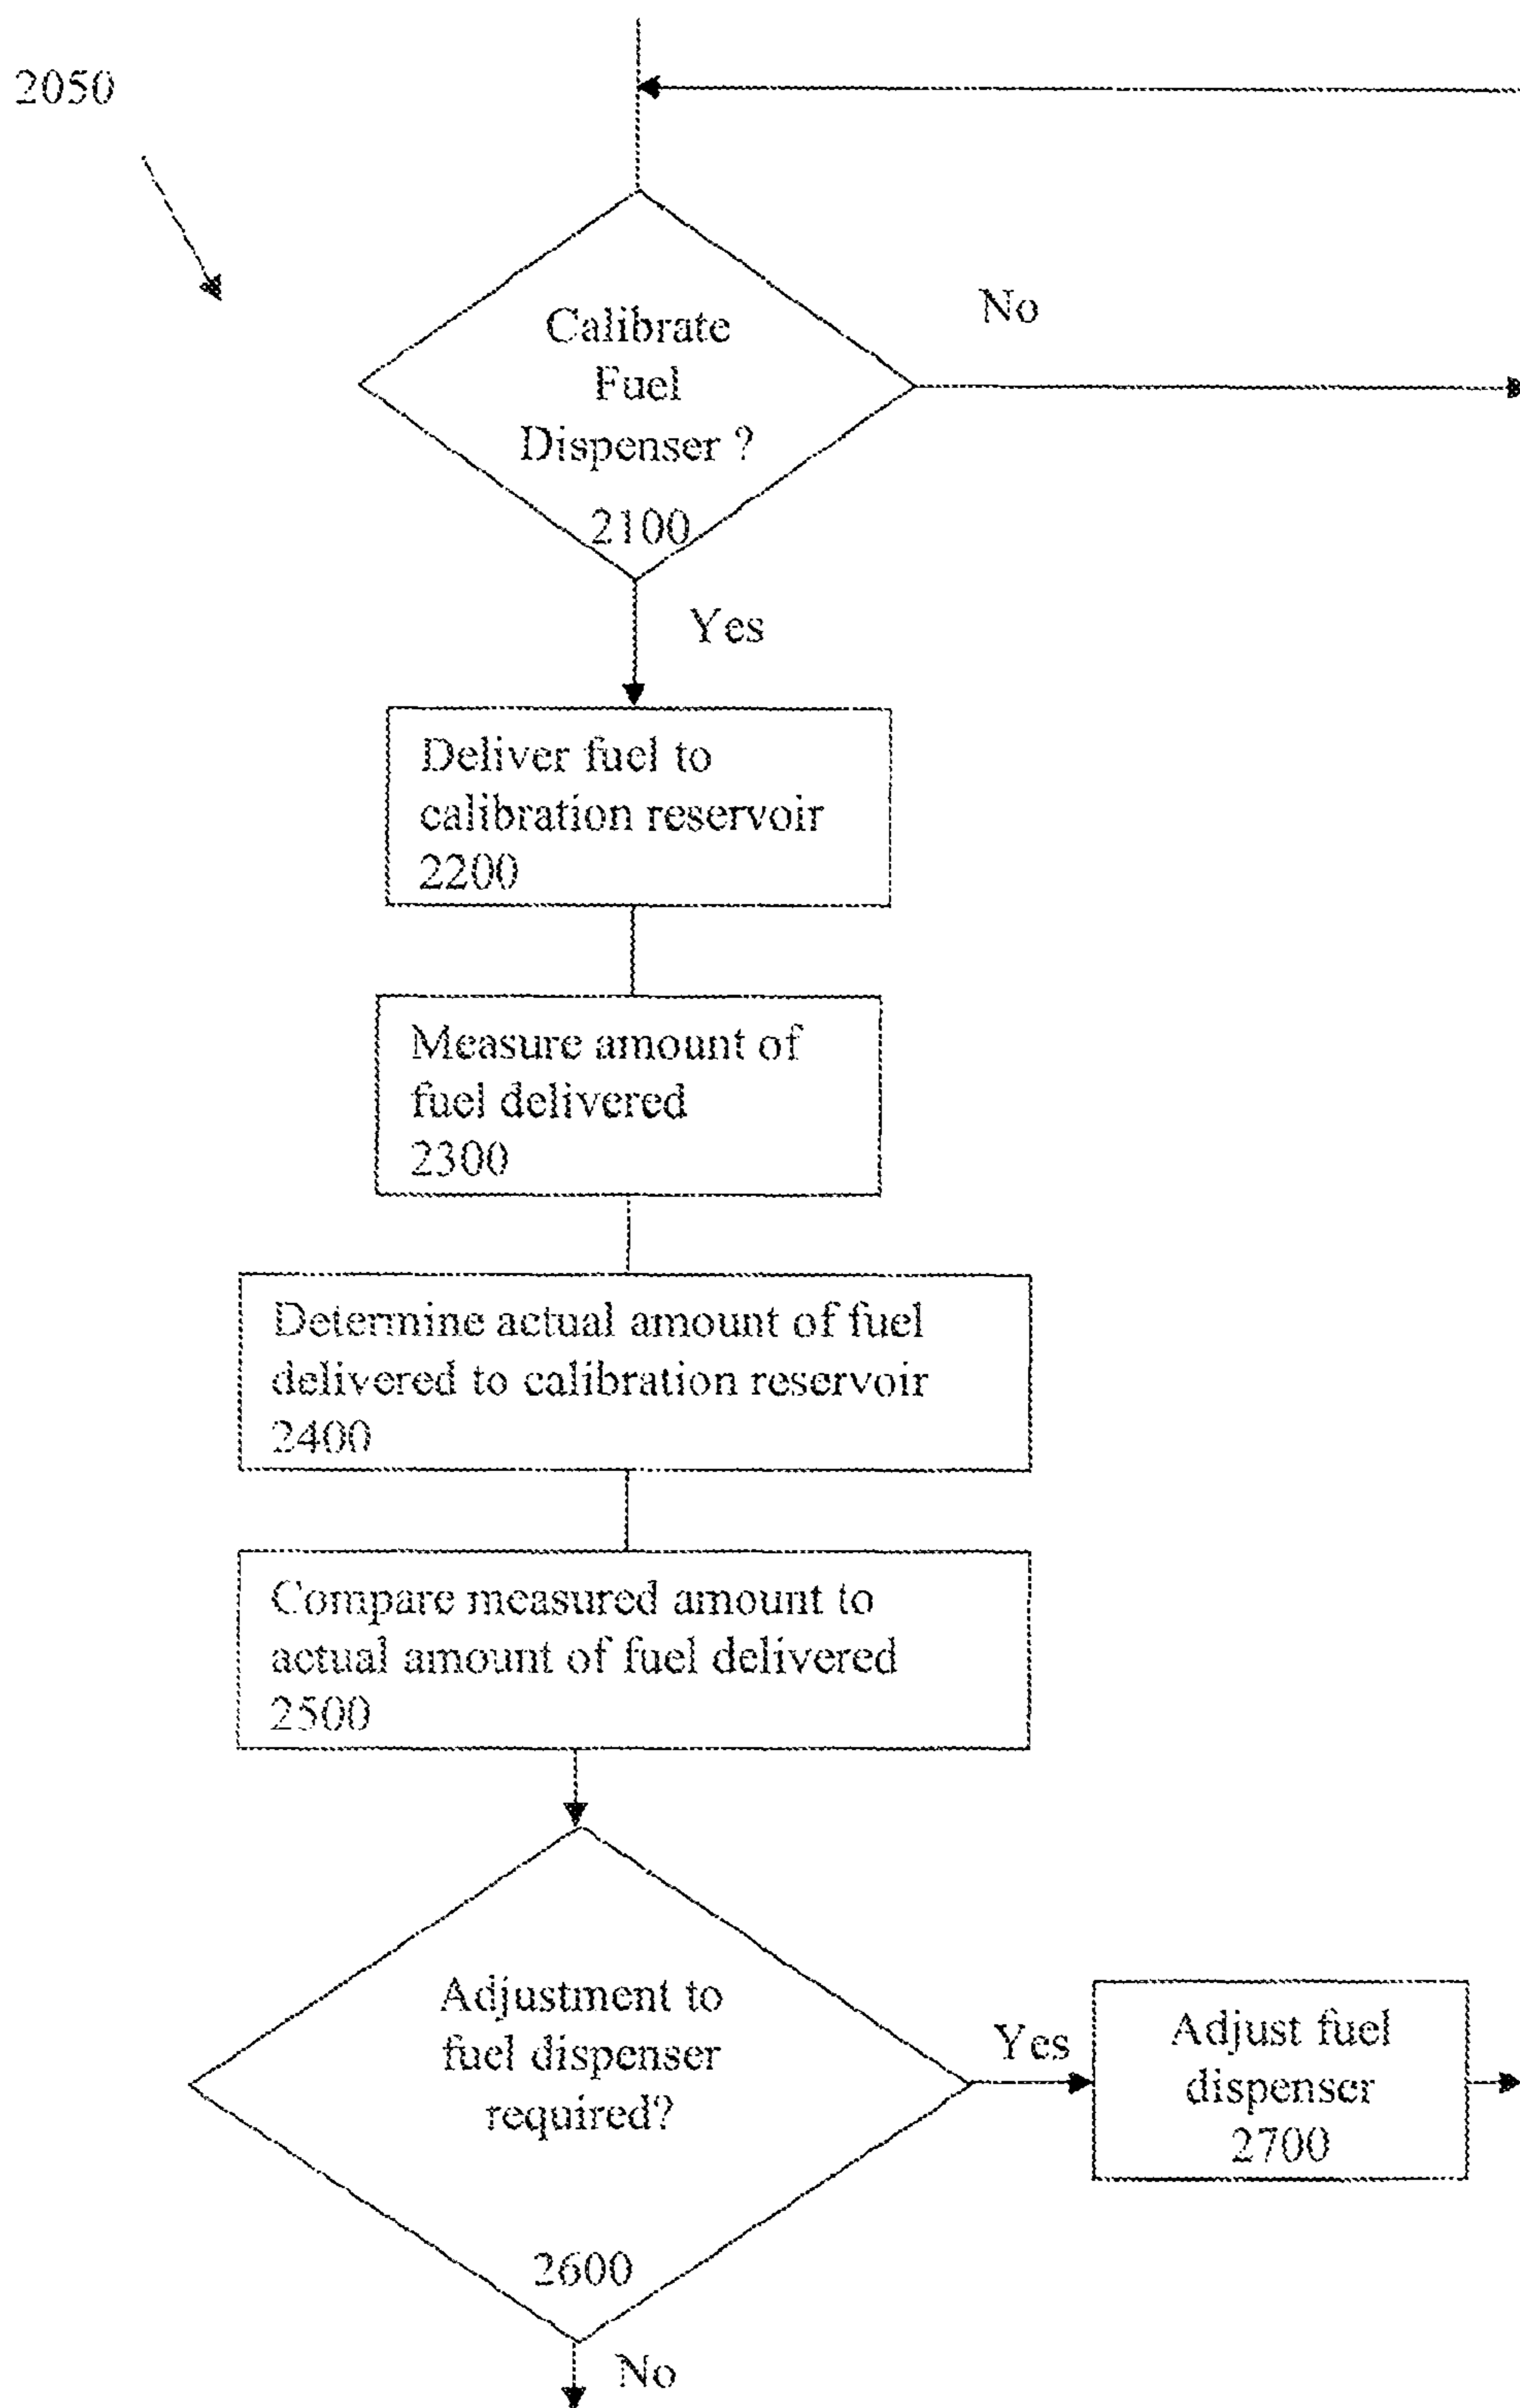 2050
Calibrate
Fuel
Dispenser ?
2100
No
Yes
Deliver fuel to
calibration reservoir
2200
Measure amount of
fuel delivered
2300
Determine actual amount of fuel
delivered to calibration reservoir
2400
Compare measured amount to
actual amount of fuel delivered
2500
Adjustment to
fuel dispenser
required?
2600
Yes
Adjust fuel
dispenser
2700
No